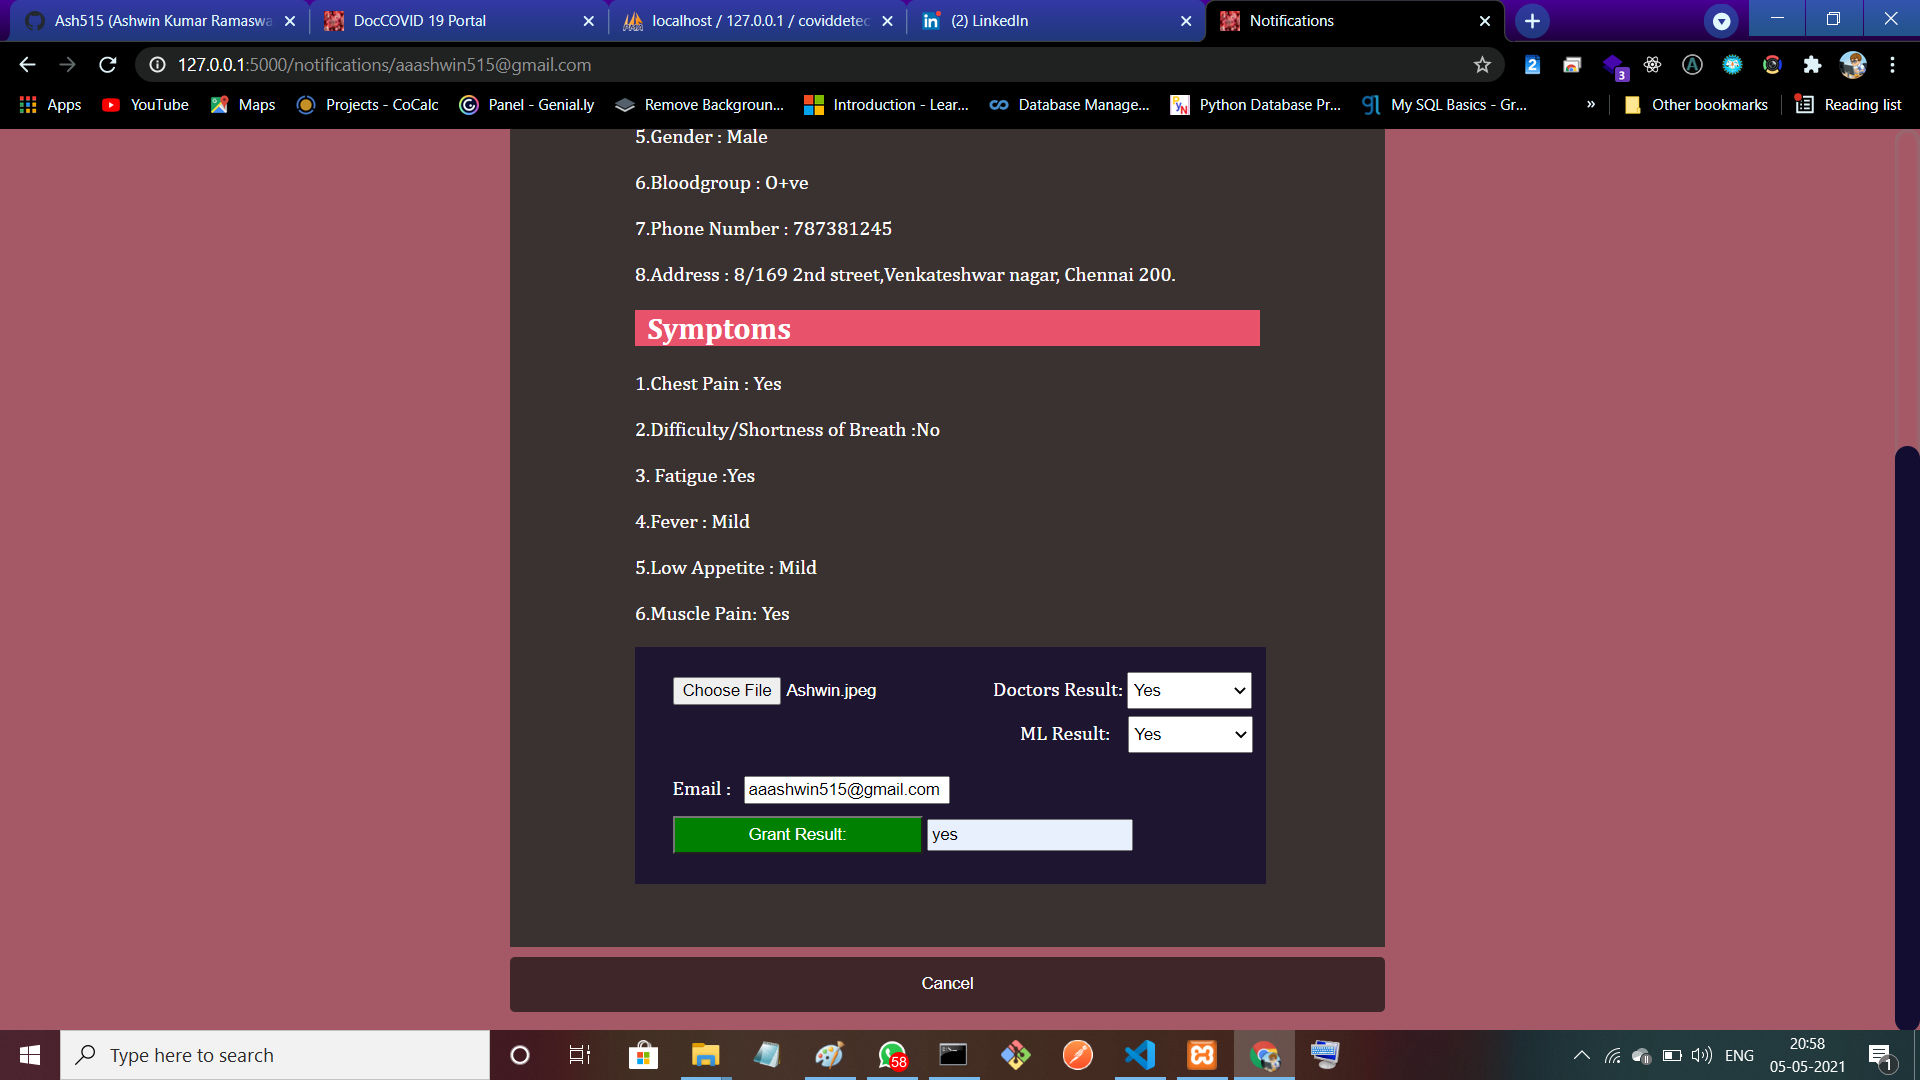 Ash515 (Ashwin Kumar Ramaswa
DocCOVID 19 Portal
localhost / 127.0.0.1 / coviddetec
(2) LinkedIn
Notifications
127.0.0.1:5000/notifications/aaashwin515@gmail.com
2
3
Apps
YouTube
Maps
Projects - CoCalc
Panel - Genial.ly
Remove Backgroun...
Introduction - Lear...
Database Manage...
Python Database Pr...
My SQL Basics - Gr...
»
Other bookmarks
Reading list
5.Gender : Male
6.Bloodgroup : O+ve
7.Phone Number : 787381245
8.Address : 8/169 2nd street,Venkateshwar nagar, Chennai 200.
Symptoms
1.Chest Pain : Yes
2.Difficulty/Shortness of Breath :No
3. Fatigue :Yes
4.Fever : Mild
5.Low Appetite : Mild
6.Muscle Pain: Yes
Choose File Ashwin.jpeg Doctors Result: Yes
ML Result: Yes
Email : aaashwin515@gmail.com
Grant Result: yes
Cancel
Type here to search
58
ENG
20:58
05-05-2021
1